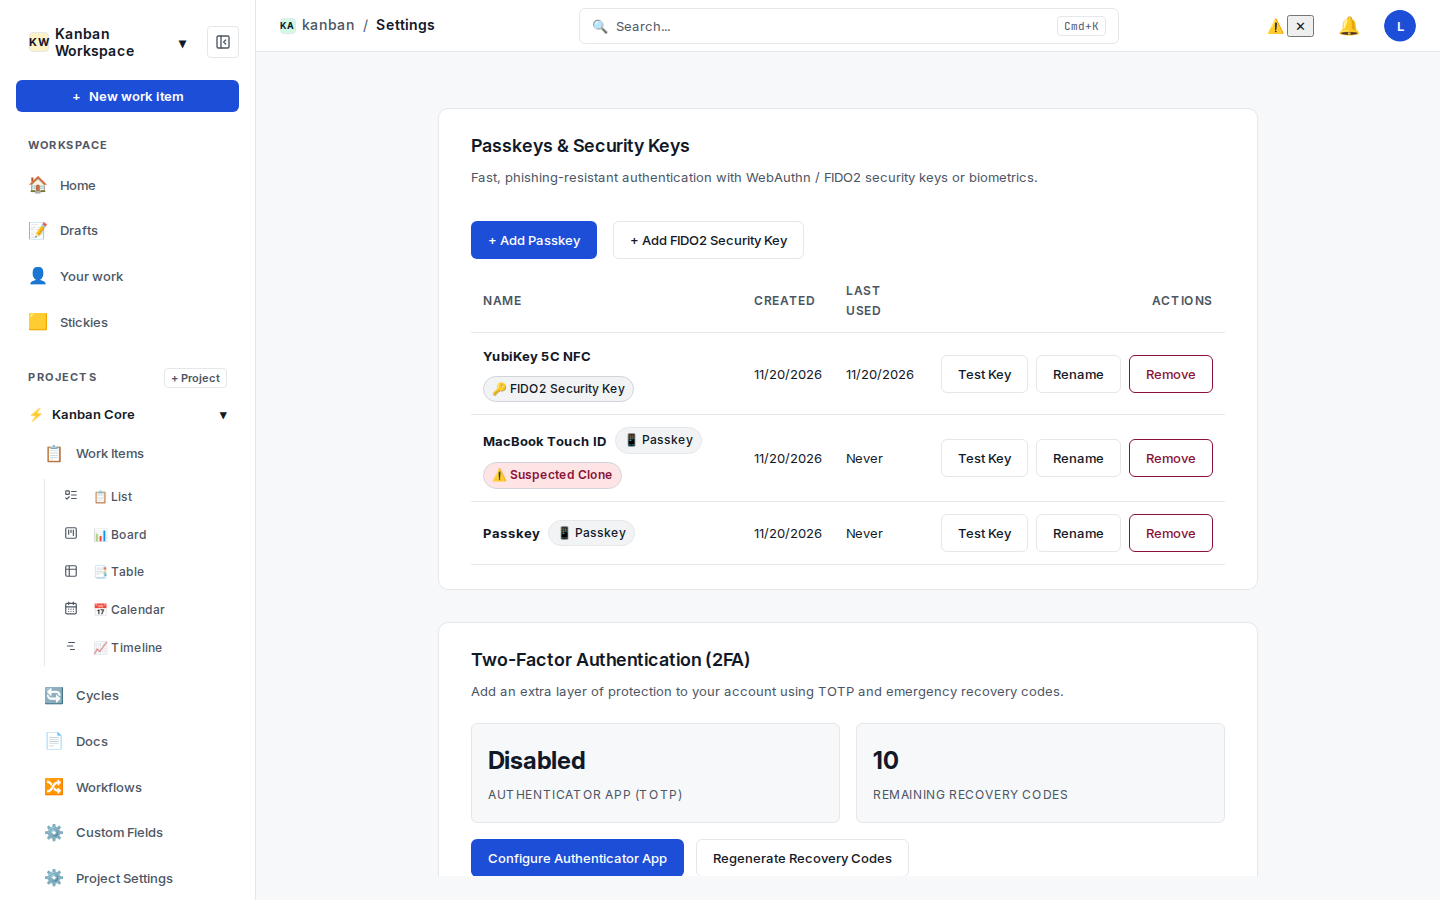 KW Kanban Workspace ▼
+ New work item
WORKSPACE
Home
Drafts
Your work
Stickies
PROJECTS + Project
Kanban Core ▼
Work Items
List
Board
Table
Calendar
Timeline
Cycles
Docs
Workflows
Custom Fields
Project Settings
KA kanban / Settings
Search... Cmd+K
✕
L
Passkeys & Security Keys
Fast, phishing-resistant authentication with WebAuthn / FIDO2 security keys or biometrics.
+ Add Passkey + Add FIDO2 Security Key
NAME CREATED LAST USED ACTIONS
YubiKey 5C NFC
FIDO2 Security Key
11/20/2026 11/20/2026 Test Key Rename Remove
MacBook Touch ID Passkey
Suspected Clone
11/20/2026 Never Test Key Rename Remove
Passkey Passkey 11/20/2026 Never Test Key Rename Remove
Two-Factor Authentication (2FA)
Add an extra layer of protection to your account using TOTP and emergency recovery codes.
Disabled
AUTHENTICATOR APP (TOTP)
10
REMAINING RECOVERY CODES
Configure Authenticator App Regenerate Recovery Codes